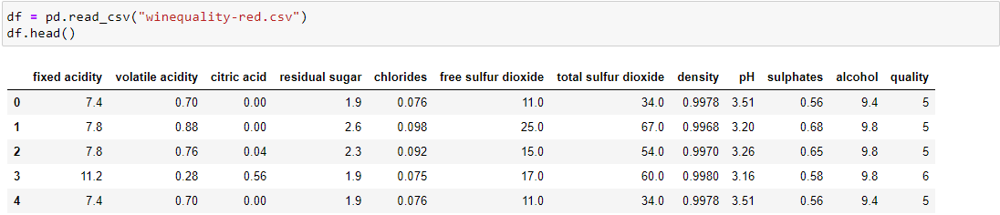 df = pd.read_csv("winequality-red.csv")
df.head()
fixed acidity volatile acidity citric acid residual sugar chlorides free sulfur dioxide total sulfur dioxide density pH sulphates alcohol quality
0 7.4 0.70 0.00 1.9 0.076 11.0 34.0 0.9978 3.51 0.56 9.4 5
1 7.8 0.88 0.00 2.6 0.098 25.0 67.0 0.9968 3.20 0.68 9.8 5
2 7.8 0.76 0.04 2.3 0.092 15.0 54.0 0.9970 3.26 0.65 9.8 5
3 11.2 0.28 0.56 1.9 0.075 17.0 60.0 0.9980 3.16 0.58 9.8 6
4 7.4 0.70 0.00 1.9 0.076 11.0 34.0 0.9978 3.51 0.56 9.4 5